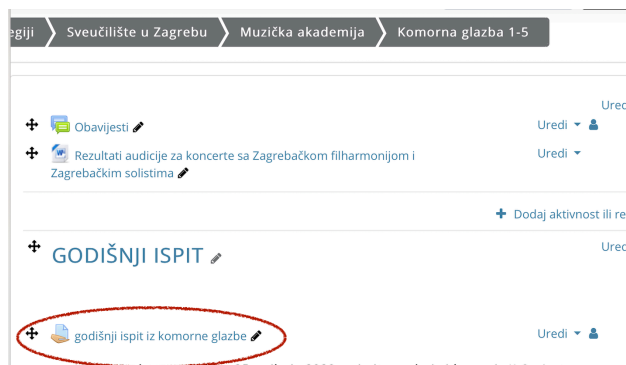 egiji Sveučilište u Zagrebu Muzička akademija Komorna glazba 1-5
Ured
Obavijesti Uredi
Rezultati audicije za koncerte sa Zagrebačkom filharmonijom i Uredi
Zagrebačkim solistima
Dodaj aktivnost ili re
GODIŠNJI ISPIT Ured
godišnji ispit iz komorne glazbe Uredi